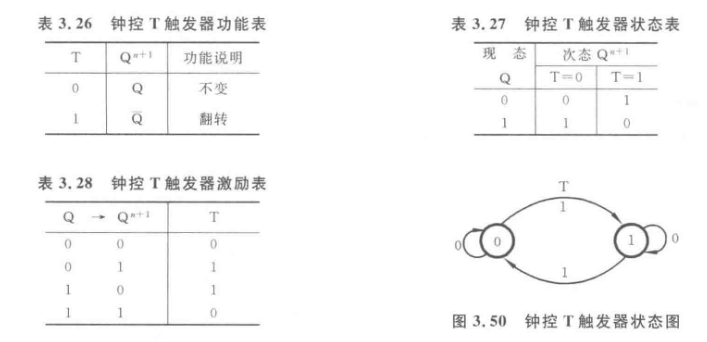 表 3.26 钟控 T 触发器功能表
T Qⁿ⁺¹ 功能说明
0 Q 不变
1 Q̅ 翻转
表 3.27 钟控 T 触发器状态表
现 态 次态 Qⁿ⁺¹
Q T=0 T=1
0 0 1
1 1 0
表 3.28 钟控 T 触发器激励表
Q → Qⁿ⁺¹ T
0 0 0
0 1 1
1 0 1
1 1 0
T
1
0 0 1 0
1
图 3.50 钟控 T 触发器状态图